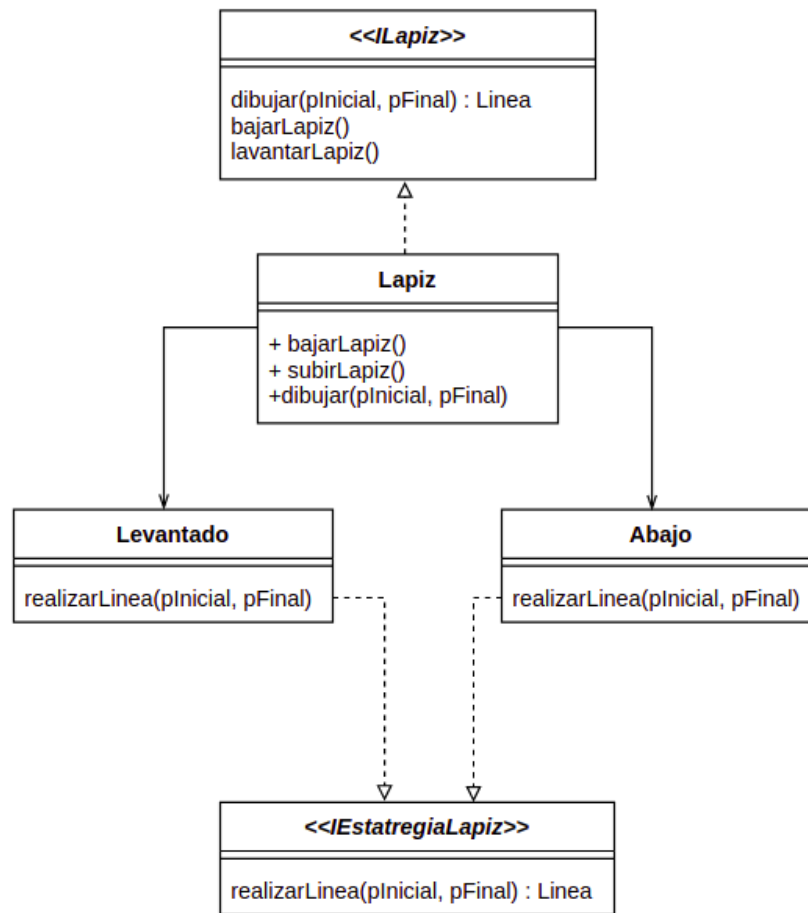 <<ILapiz>>
dibujar(pInicial, pFinal) : Linea
bajarLapiz()
lavantarLapiz()
Lapiz
+ bajarLapiz()
+ subirLapiz()
+dibujar(pInicial, pFinal)
Levantado
realizarLinea(pInicial, pFinal)
Abajo
realizarLinea(pInicial, pFinal)
<<IEstatregiaLapiz>>
realizarLinea(pInicial, pFinal) : Linea